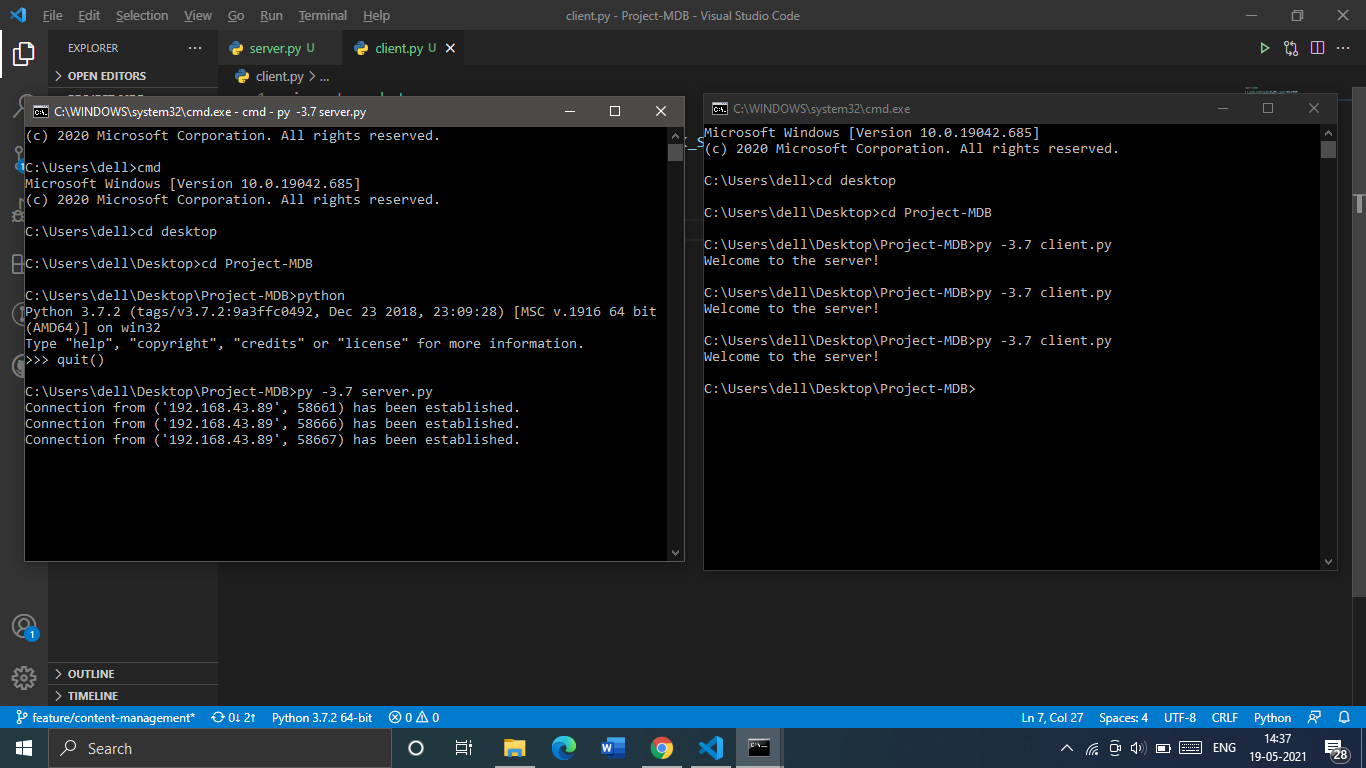 File Edit Selection View Go Run Terminal Help client.py - Project-MDB - Visual Studio Code
EXPLORER ... server.py U client.py U
OPEN EDITORS client.py > ...
C:\WINDOWS\system32\cmd.exe - cmd - py -3.7 server.py
(c) 2020 Microsoft Corporation. All rights reserved.
C:\Users\dell>cmd
Microsoft Windows [Version 10.0.19042.685]
(c) 2020 Microsoft Corporation. All rights reserved.
C:\Users\dell>cd desktop
C:\Users\dell\Desktop>cd Project-MDB
C:\Users\dell\Desktop\Project-MDB>python
Python 3.7.2 (tags/v3.7.2:9a3ffc0492, Dec 23 2018, 23:09:28) [MSC v.1916 64 bit
(AMD64)] on win32
Type "help", "copyright", "credits" or "license" for more information.
>>> quit()
C:\Users\dell\Desktop\Project-MDB>py -3.7 server.py
Connection from ('192.168.43.89', 58661) has been established.
Connection from ('192.168.43.89', 58666) has been established.
Connection from ('192.168.43.89', 58667) has been established.
C:\WINDOWS\system32\cmd.exe
Microsoft Windows [Version 10.0.19042.685]
(c) 2020 Microsoft Corporation. All rights reserved.
C:\Users\dell>cd desktop
C:\Users\dell\Desktop>cd Project-MDB
C:\Users\dell\Desktop\Project-MDB>py -3.7 client.py
Welcome to the server!
C:\Users\dell\Desktop\Project-MDB>py -3.7 client.py
Welcome to the server!
C:\Users\dell\Desktop\Project-MDB>py -3.7 client.py
Welcome to the server!
C:\Users\dell\Desktop\Project-MDB>
1
OUTLINE
TIMELINE
feature/content-management* 0↓ 2↑ Python 3.7.2 64-bit 0 0 Ln 7, Col 27 Spaces: 4 UTF-8 CRLF Python
Search ENG 14:37
19-05-2021 28